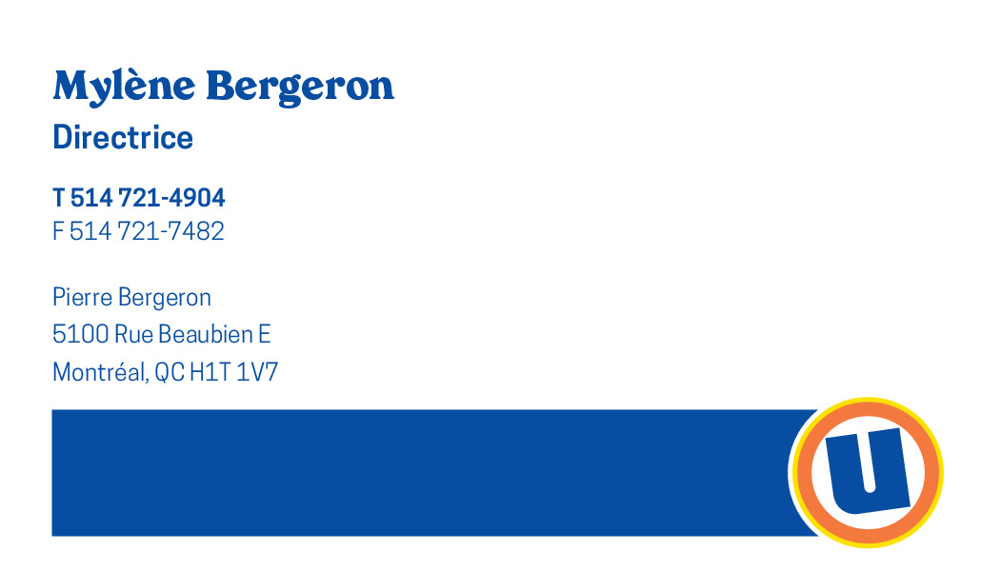 Mylène Bergeron
Directrice
T 514 721-4904
F 514 721-7482
Pierre Bergeron
5100 Rue Beaubien E
Montréal, QC H1T 1V7
U